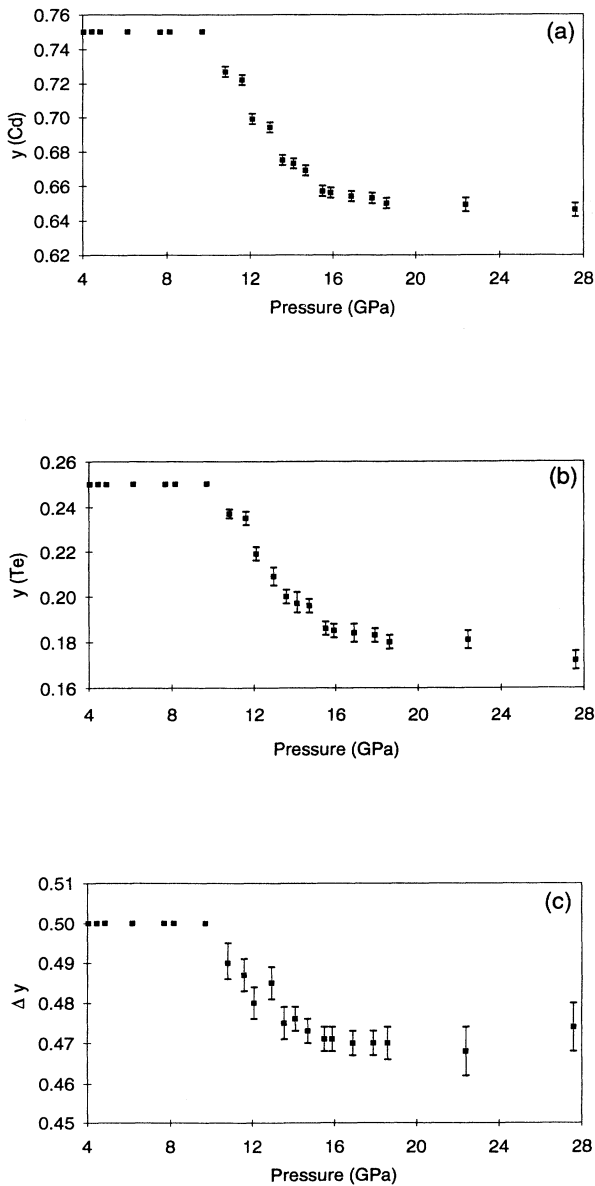 0.76
(a)
0.74
0.72
y (Cd)
0.70
0.68
0.66
0.64
0.62
4 8 12 16 20 24 28
Pressure (GPa)
0.26
(b)
0.24
0.22
y (Te)
0.20
0.18
0.16
4 8 12 16 20 24 28
Pressure (GPa)
0.51
(c)
0.50
0.49
0.48
Δ y
0.47
0.46
0.45
4 8 12 16 20 24 28
Pressure (GPa)